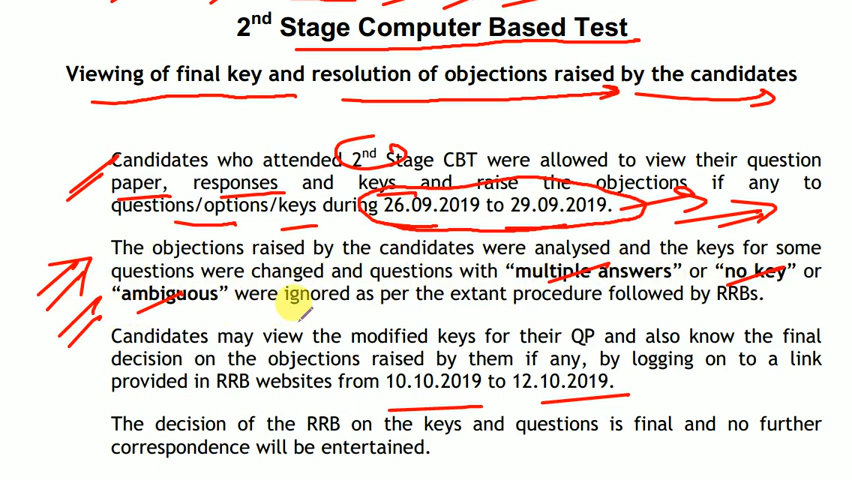 2nd Stage Computer Based Test
Viewing of final key and resolution of objections raised by the candidates
Candidates who attended 2nd Stage CBT were allowed to view their question
paper, responses and keys and raise the objections if any to
questions/options/keys during 26.09.2019 to 29.09.2019.
The objections raised by the candidates were analysed and the keys for some
questions were changed and questions with “multiple answers” or “no key” or
“ambiguous” were ignored as per the extant procedure followed by RRBs.
Candidates may view the modified keys for their QP and also know the final
decision on the objections raised by them if any, by logging on to a link
provided in RRB websites from 10.10.2019 to 12.10.2019.
The decision of the RRB on the keys and questions is final and no further
correspondence will be entertained.